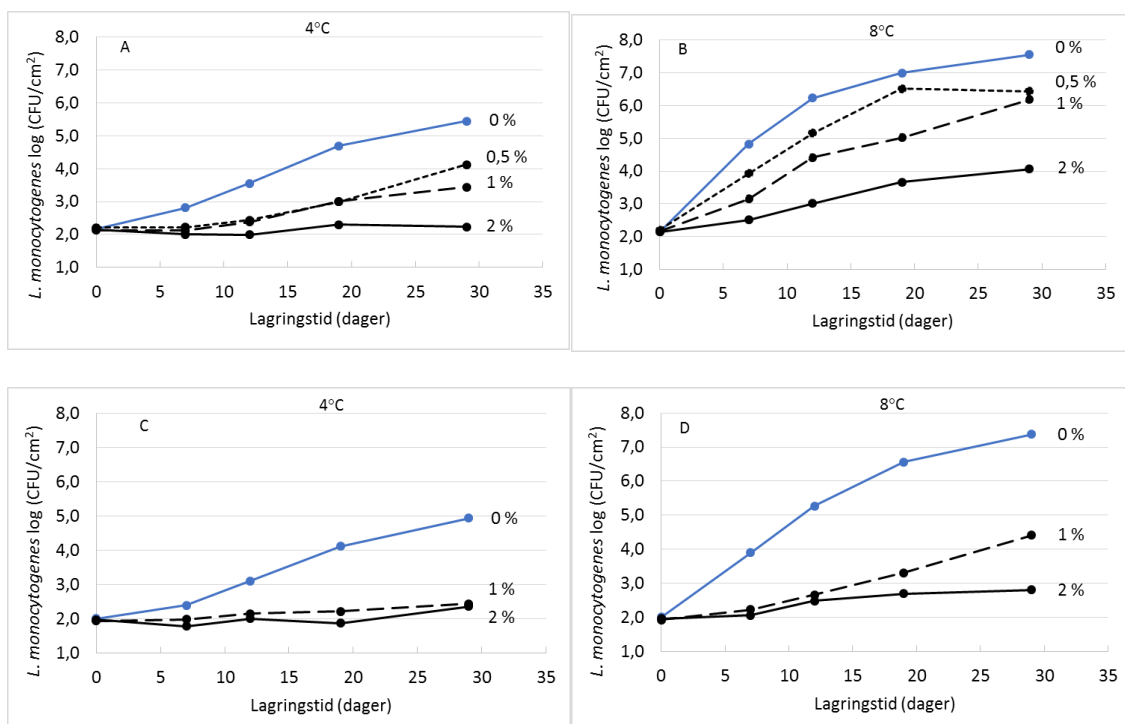 4°C
A
8,0
7,0
6,0
5,0
4,0
3,0
2,0
1,0
L. monocytogenes log (CFU/cm²)
0 %
0,5 %
1 %
2 %
0 5 10 15 20 25 30 35
Lagringstid (dager)
8°C
B
8,0
7,0
6,0
5,0
4,0
3,0
2,0
1,0
L. monocytogenes log (CFU/cm²)
0 %
0,5 %
1 %
2 %
0 5 10 15 20 25 30 35
Lagringstid (dager)
4°C
C
8,0
7,0
6,0
5,0
4,0
3,0
2,0
1,0
L. monocytogenes log (CFU/cm²)
0 %
1 %
2 %
0 5 10 15 20 25 30 35
Lagringstid (dager)
8°C
D
8,0
7,0
6,0
5,0
4,0
3,0
2,0
1,0
L. monocytogenes log (CFU/cm²)
0 %
1 %
2 %
0 5 10 15 20 25 30 35
Lagringstid (dager)